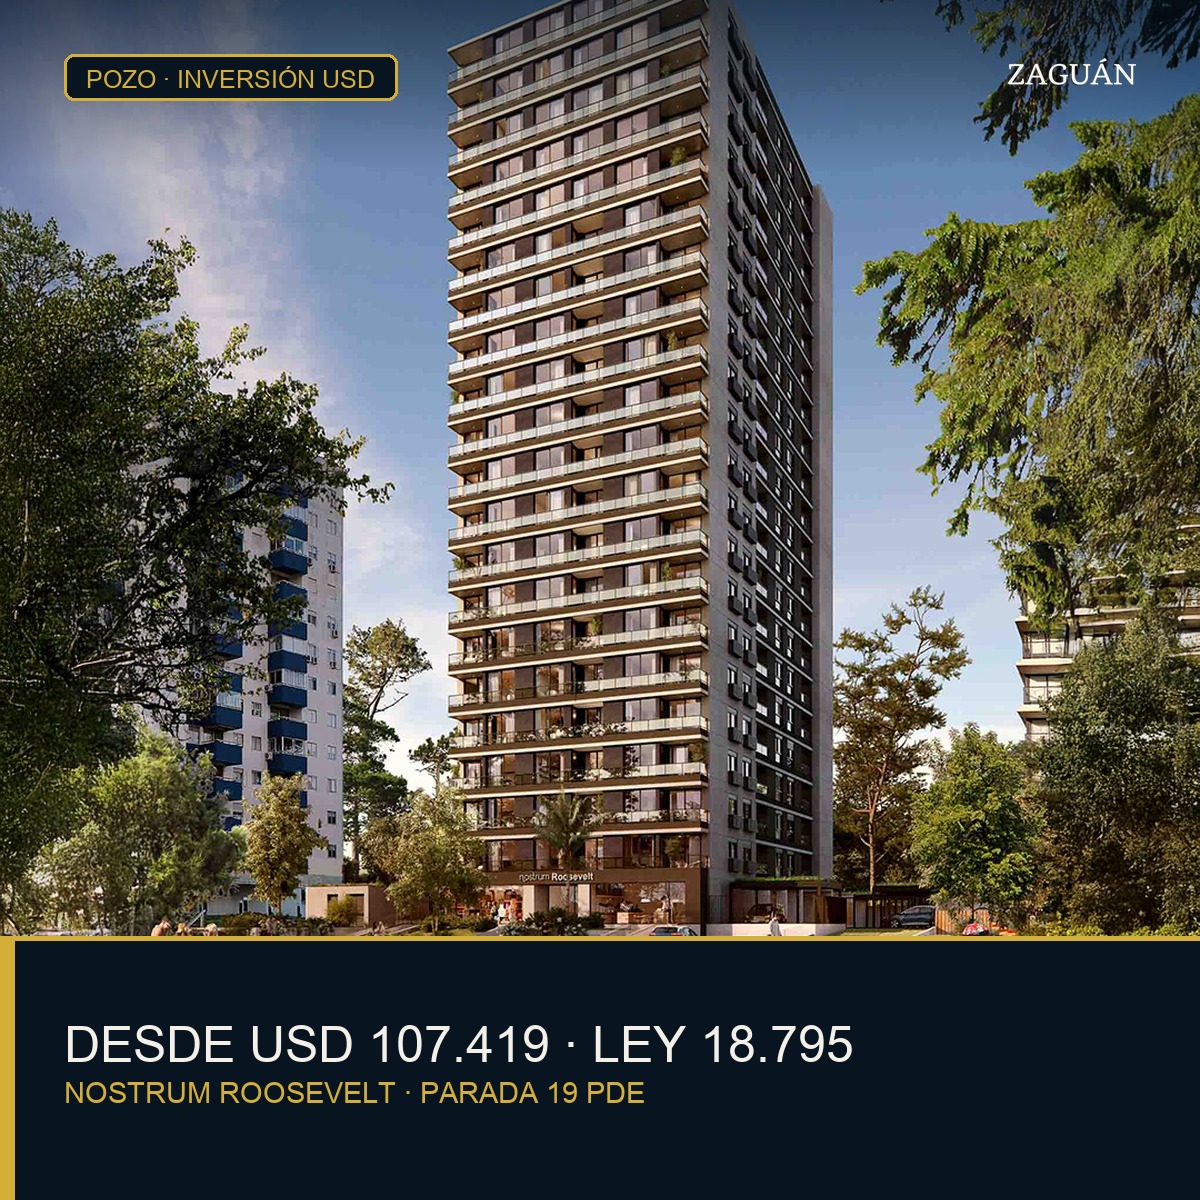 POZO · INVERSIÓN USD
ZAGUÁN
nostrum Roosevelt
DESDE USD 107.419 · LEY 18.795
NOSTRUM ROOSEVELT · PARADA 19 PDE